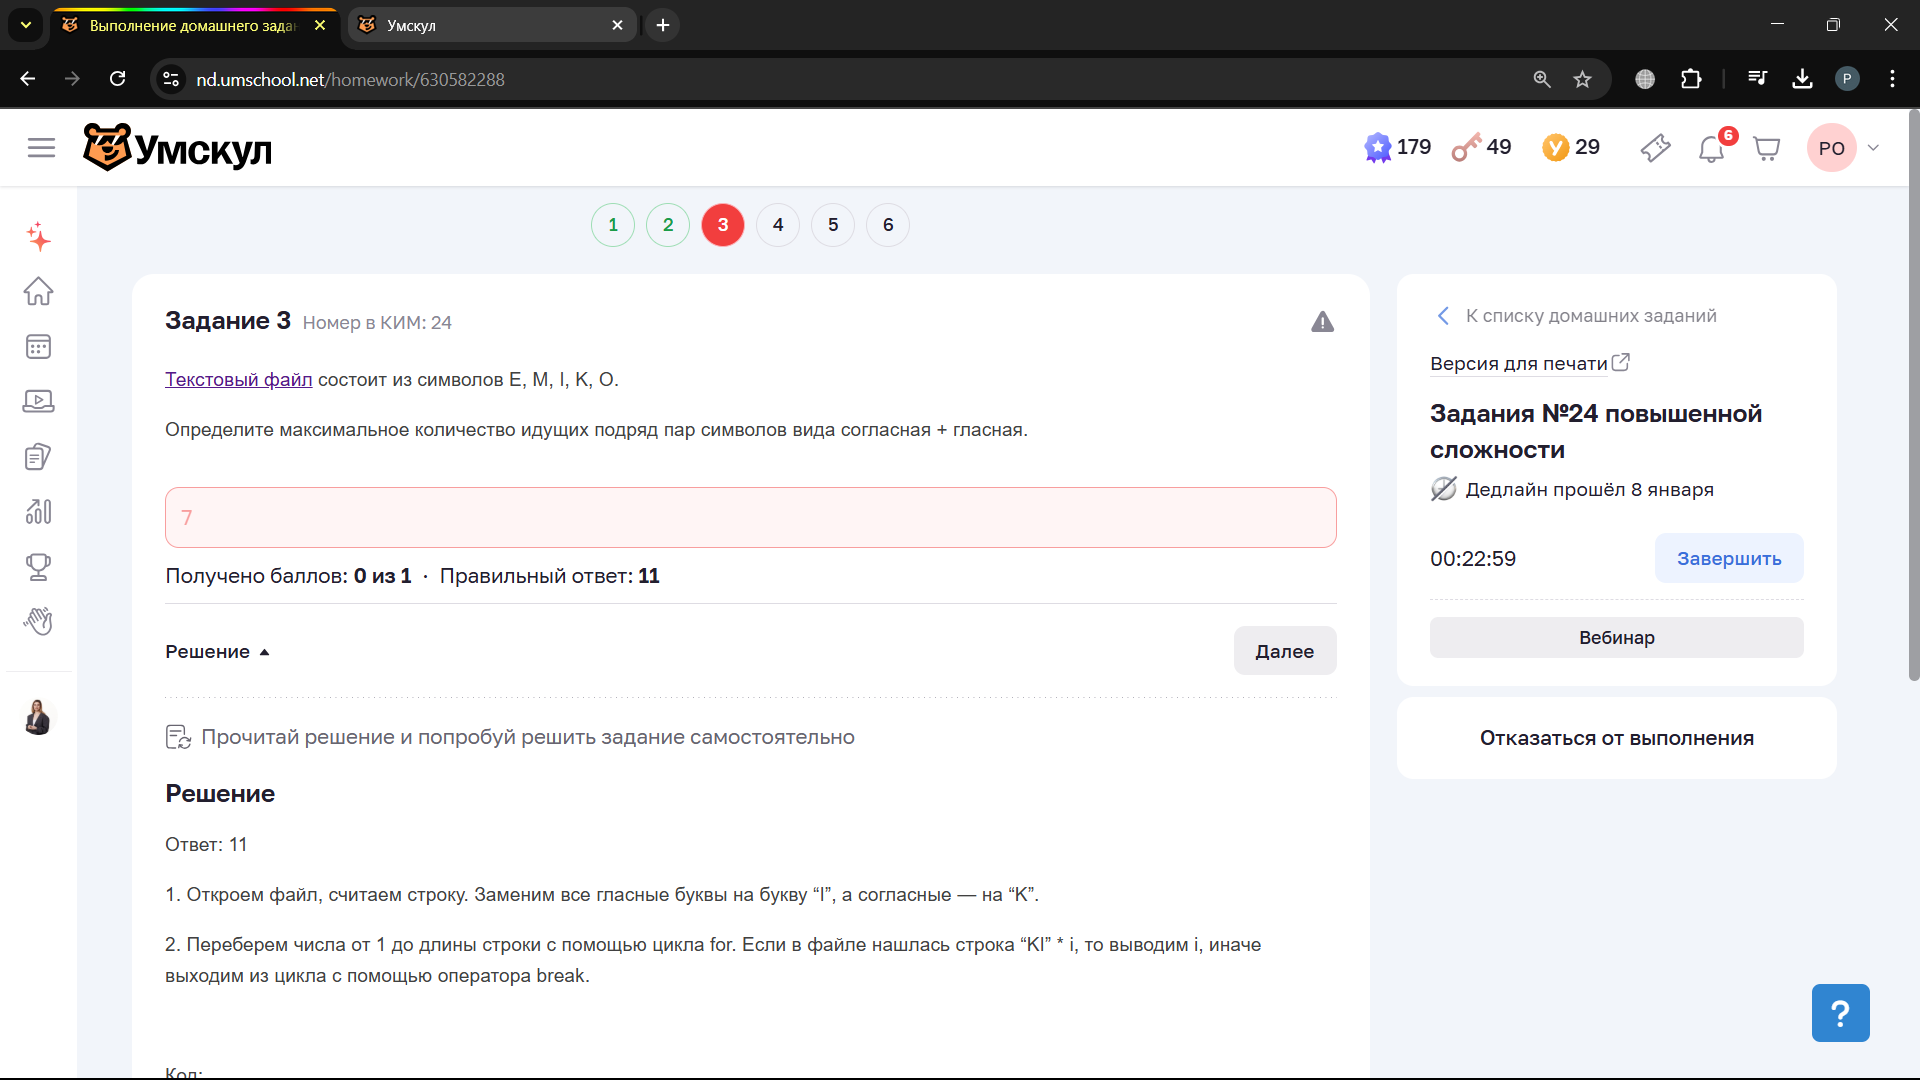 Выполнение домашнего зада
Умскул
nd.umschool.net/homework/630582288
P
Умскул
179
49
У
29
6
РО
1
2
3
4
5
6
Задание 3 Номер в КИМ: 24
Текстовый файл состоит из символов E, M, I, K, O.
Определите максимальное количество идущих подряд пар символов вида согласная + гласная.
7
Получено баллов: 0 из 1 · Правильный ответ: 11
Решение
Далее
Прочитай решение и попробуй решить задание самостоятельно
Решение
Ответ: 11
1. Откроем файл, считаем строку. Заменим все гласные буквы на букву “I”, а согласные — на “K”.
2. Переберем числа от 1 до длины строки с помощью цикла for. Если в файле нашлась строка “KI” * i, то выводим i, иначе
выходим из цикла с помощью оператора break.
Код:
К списку домашних заданий
Версия для печати
Задания №24 повышенной
сложности
Дедлайн прошёл 8 января
00:22:59
Завершить
Вебинар
Отказаться от выполнения
?